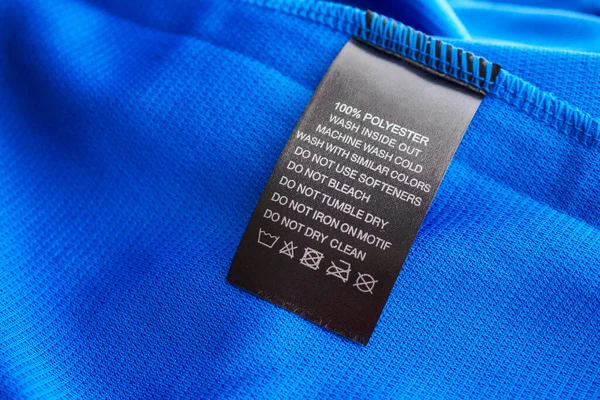 100% POLYESTER
WASH INSIDE OUT
MACHINE WASH COLD
WASH WITH SIMILAR COLORS
DO NOT USE SOFTENERS
DO NOT BLEACH
DO NOT TUMBLE DRY
DO NOT IRON ON MOTIF
DO NOT DRY CLEAN